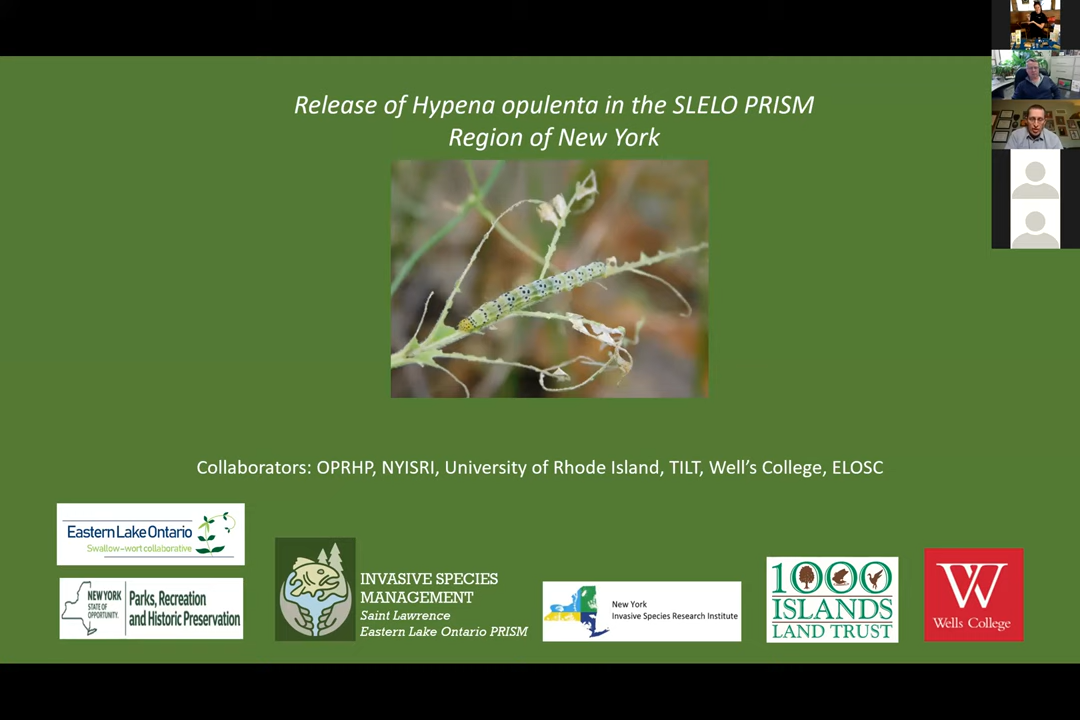 Release of Hypena opulenta in the SLELO PRISM
Region of New York
Collaborators: OPRHP, NYISRI, University of Rhode Island, TILT, Well's College, ELOSC
Eastern Lake Ontario
Swallow-wort collaborative
NEW YORK
STATE OF
OPPORTUNITY.
Parks, Recreation
and Historic Preservation
INVASIVE SPECIES
MANAGEMENT
Saint Lawrence
Eastern Lake Ontario PRISM
New York
Invasive Species Research Institute
1000
ISLANDS
LAND TRUST
W
Wells College